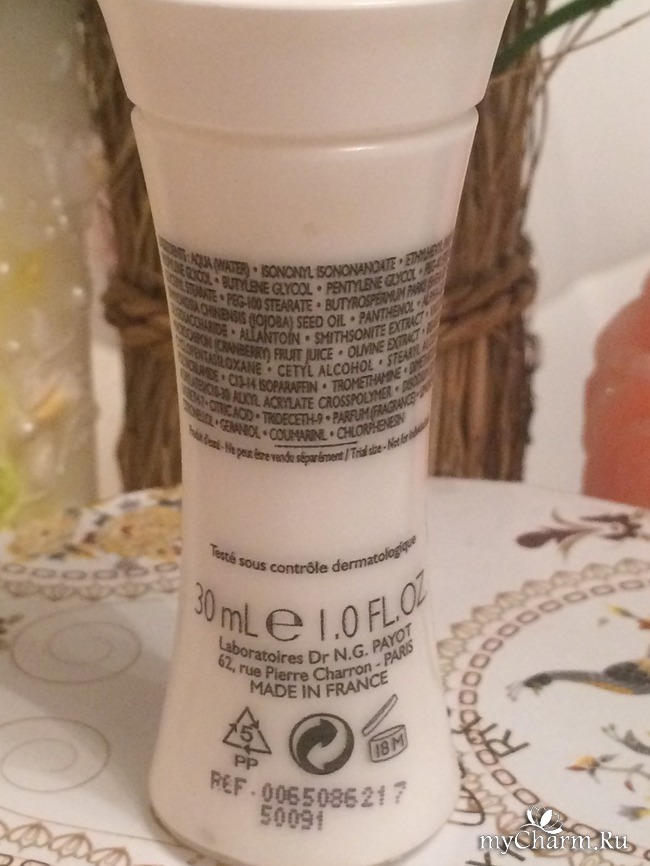 : AQUA (WATER) • ISONONYL ISONONANOATE •
GLYCOL • BUTYLENE GLYCOL • PENTYLENE GLYCOL •
STEARATE • PEG-100 STEARATE • BUTYROSPERMUM PARKII
CHINENSIS (JOJOBA) SEED OIL • PANTHENOL •
• ALLANTOIN • SMITHSONITE EXTRACT •
(CRANBERRY) FRUIT JUICE • OLIVINE EXTRACT •
• CETYL ALCOHOL •
• C13-14 ISOPARAFFIN • TROMETHAMINE •
ALKYL ACRYLATE CROSSPOLYMER •
• CITRIC ACID • TRIDECETH-9 • PARFUM (FRAGRANCE) •
• GERANIOL • COUMARIN • CHLORPHENESIN
Ne peut être vendu séparément / Trial size - Not for
Testé sous contrôle dermatologique
30 mL e 1.0 FL.OZ.
Laboratoires Dr N.G. PAYOT
62, rue Pierre Charron - PARIS
MADE IN FRANCE
5
PP
18 M
REF. 0065086217
50091
myCharm.Ru